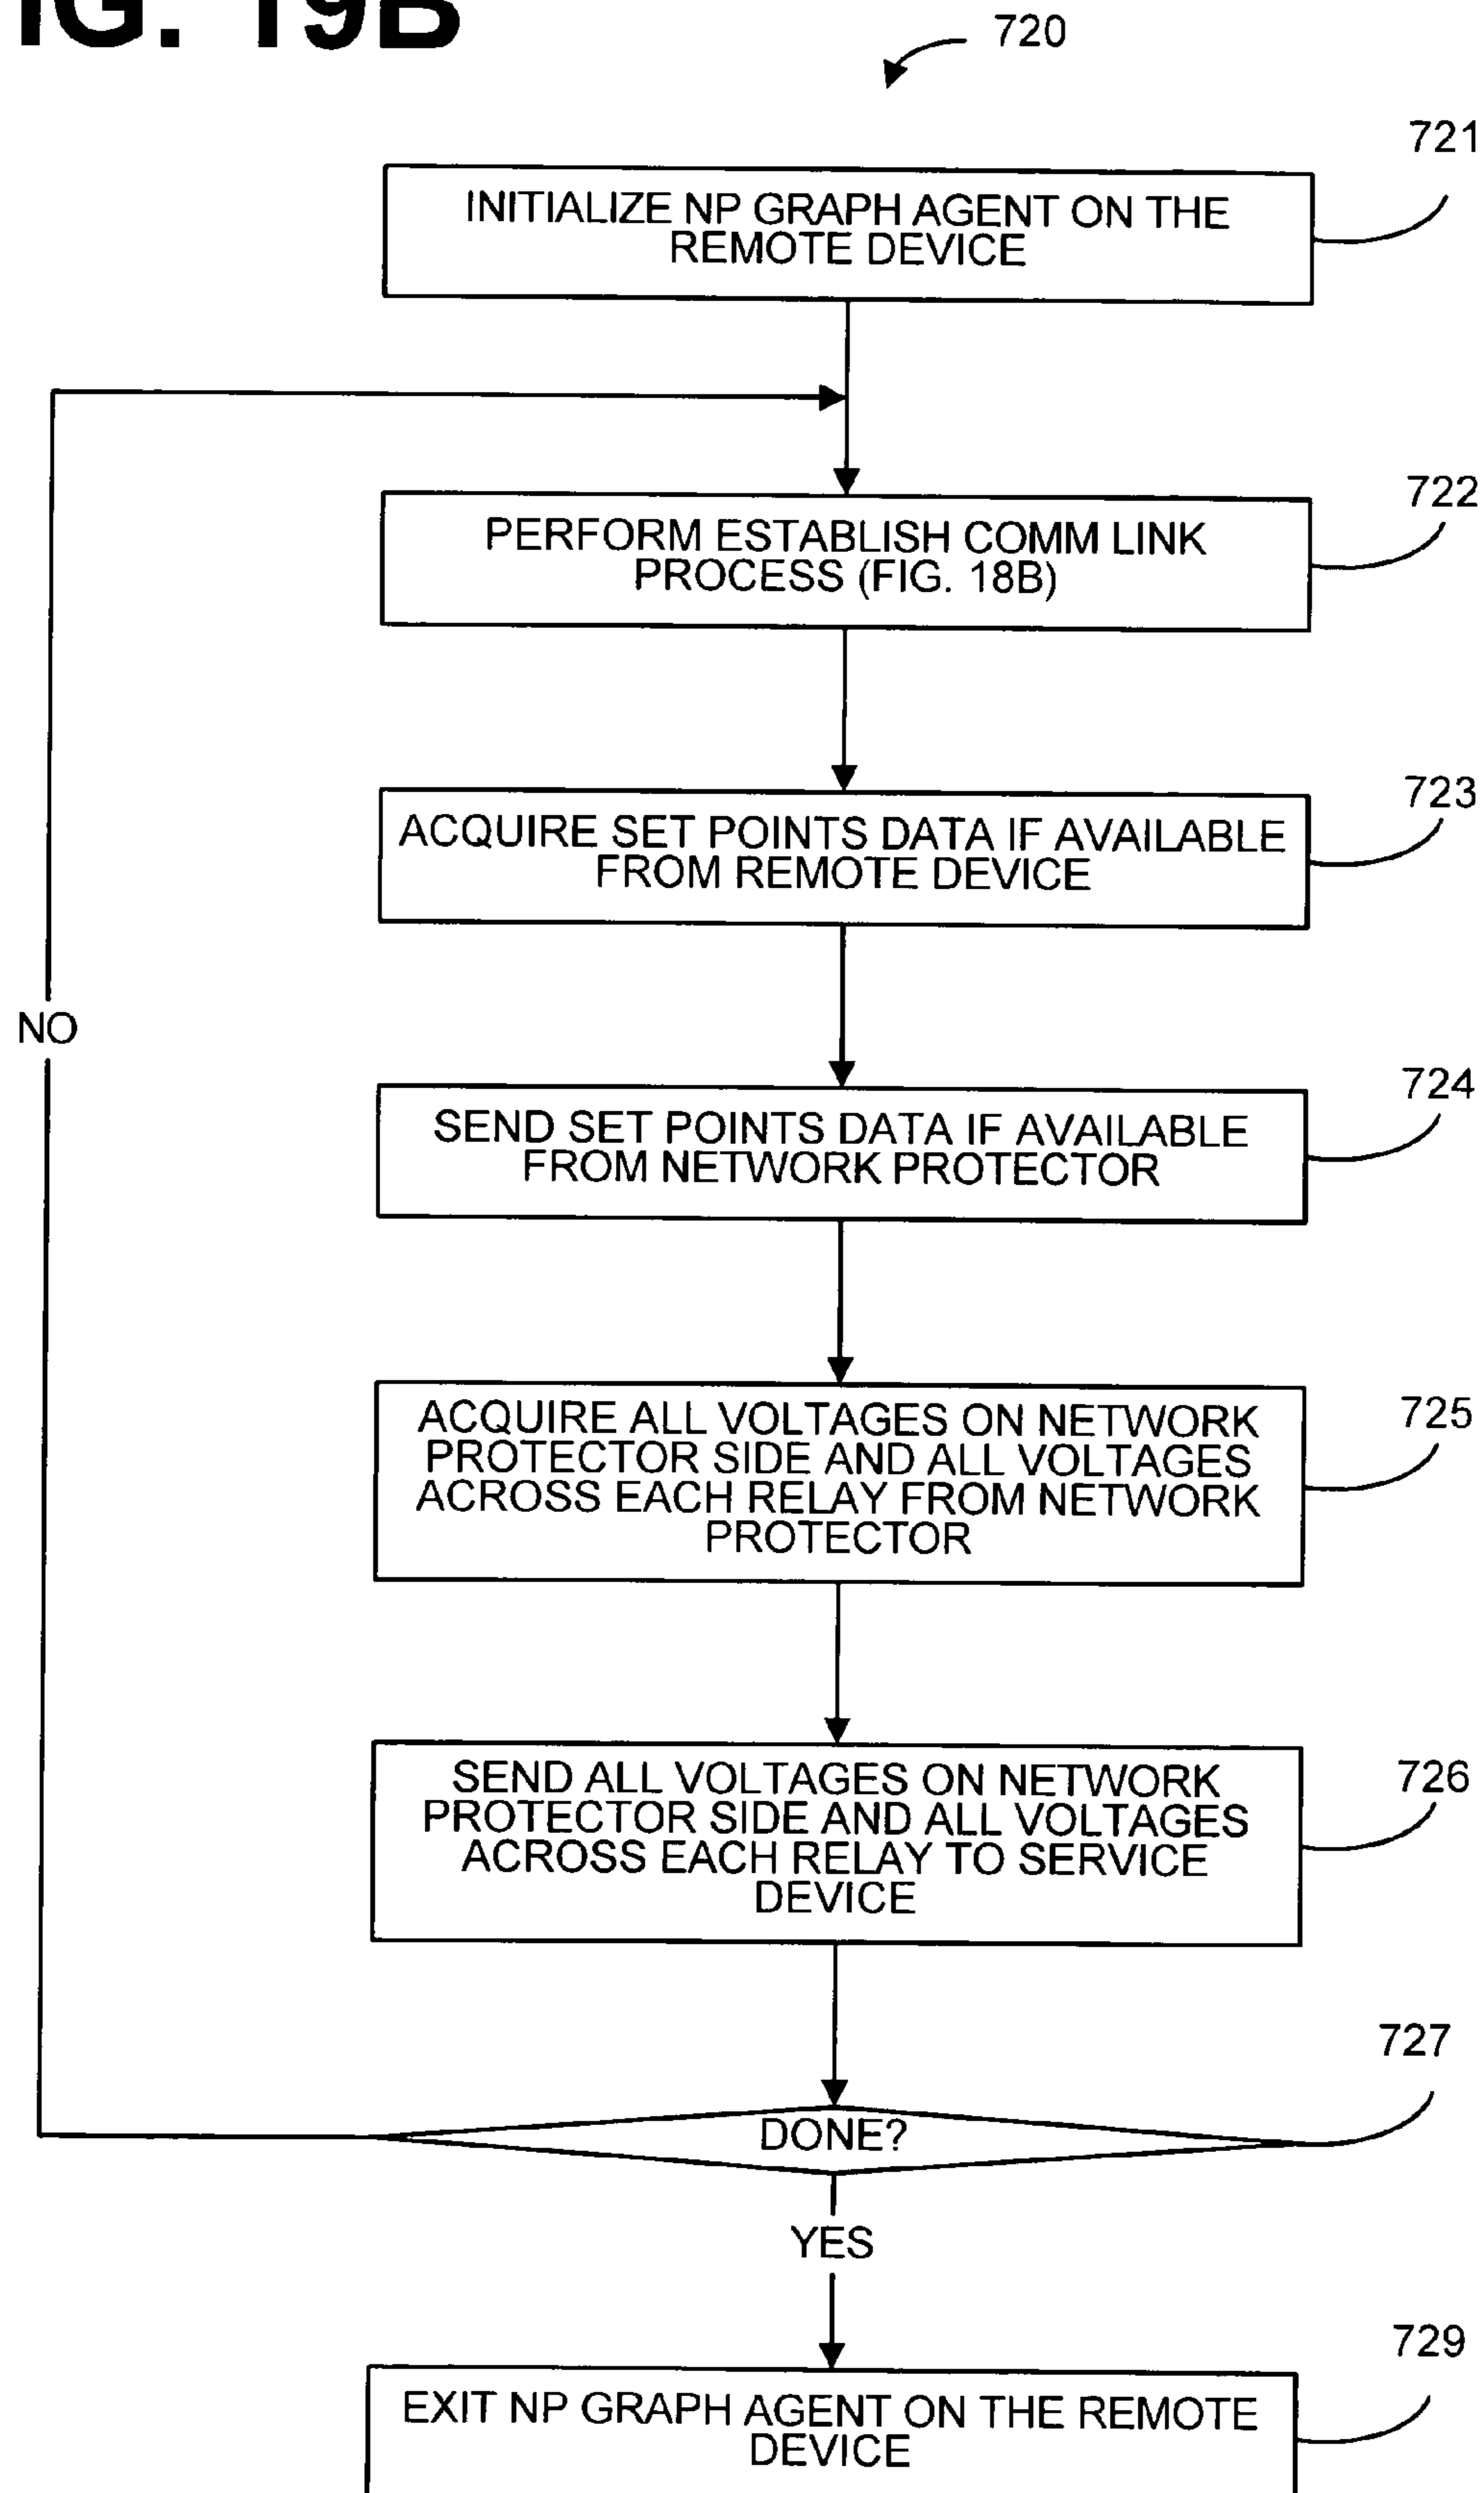 IG. 19B
720
721
INITIALIZE NP GRAPH AGENT ON THE
REMOTE DEVICE
722
PERFORM ESTABLISH COMM LINK
PROCESS (FIG. 18B)
723
ACQUIRE SET POINTS DATA IF AVAILABLE
FROM REMOTE DEVICE
NO
724
SEND SET POINTS DATA IF AVAILABLE
FROM NETWORK PROTECTOR
725
ACQUIRE ALL VOLTAGES ON NETWORK
PROTECTOR SIDE AND ALL VOLTAGES
ACROSS EACH RELAY FROM NETWORK
PROTECTOR
726
SEND ALL VOLTAGES ON NETWORK
PROTECTOR SIDE AND ALL VOLTAGES
ACROSS EACH RELAY TO SERVICE
DEVICE
727
DONE?
YES
729
EXIT NP GRAPH AGENT ON THE REMOTE
DEVICE